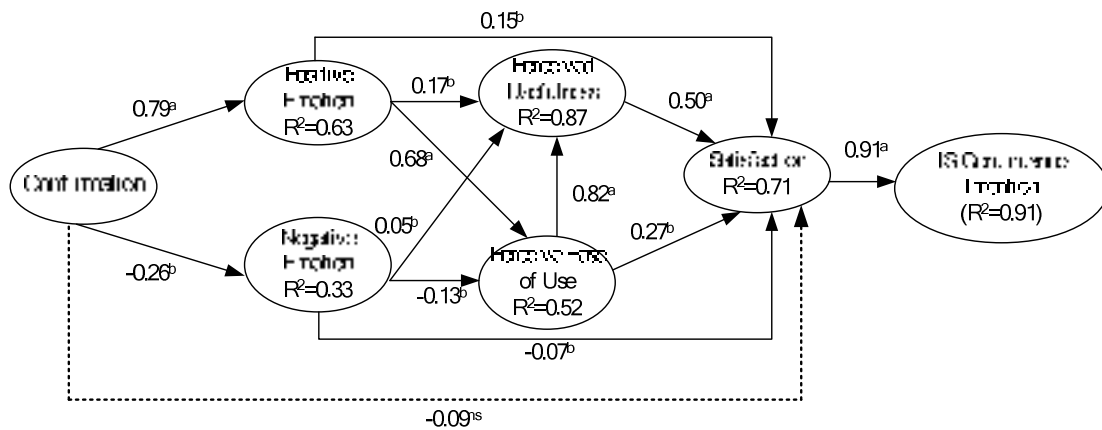 0.15ᵇ
Positive
Emotion
R²=0.63
Perceived
Usefulness
R²=0.87
0.17ᵇ
0.79ᵃ
0.50ᵃ
0.68ᵃ
Confirmation
Satisfaction
R²=0.71
0.91ᵃ
IS Continuance
Intention
(R²=0.91)
0.82ᵃ
0.05ᵇ
0.27ᵇ
Negative
Emotion
R²=0.33
-0.26ᵇ
-0.13ᵇ
of Use
R²=0.52
-0.07ᵇ
-0.09ⁿˢ